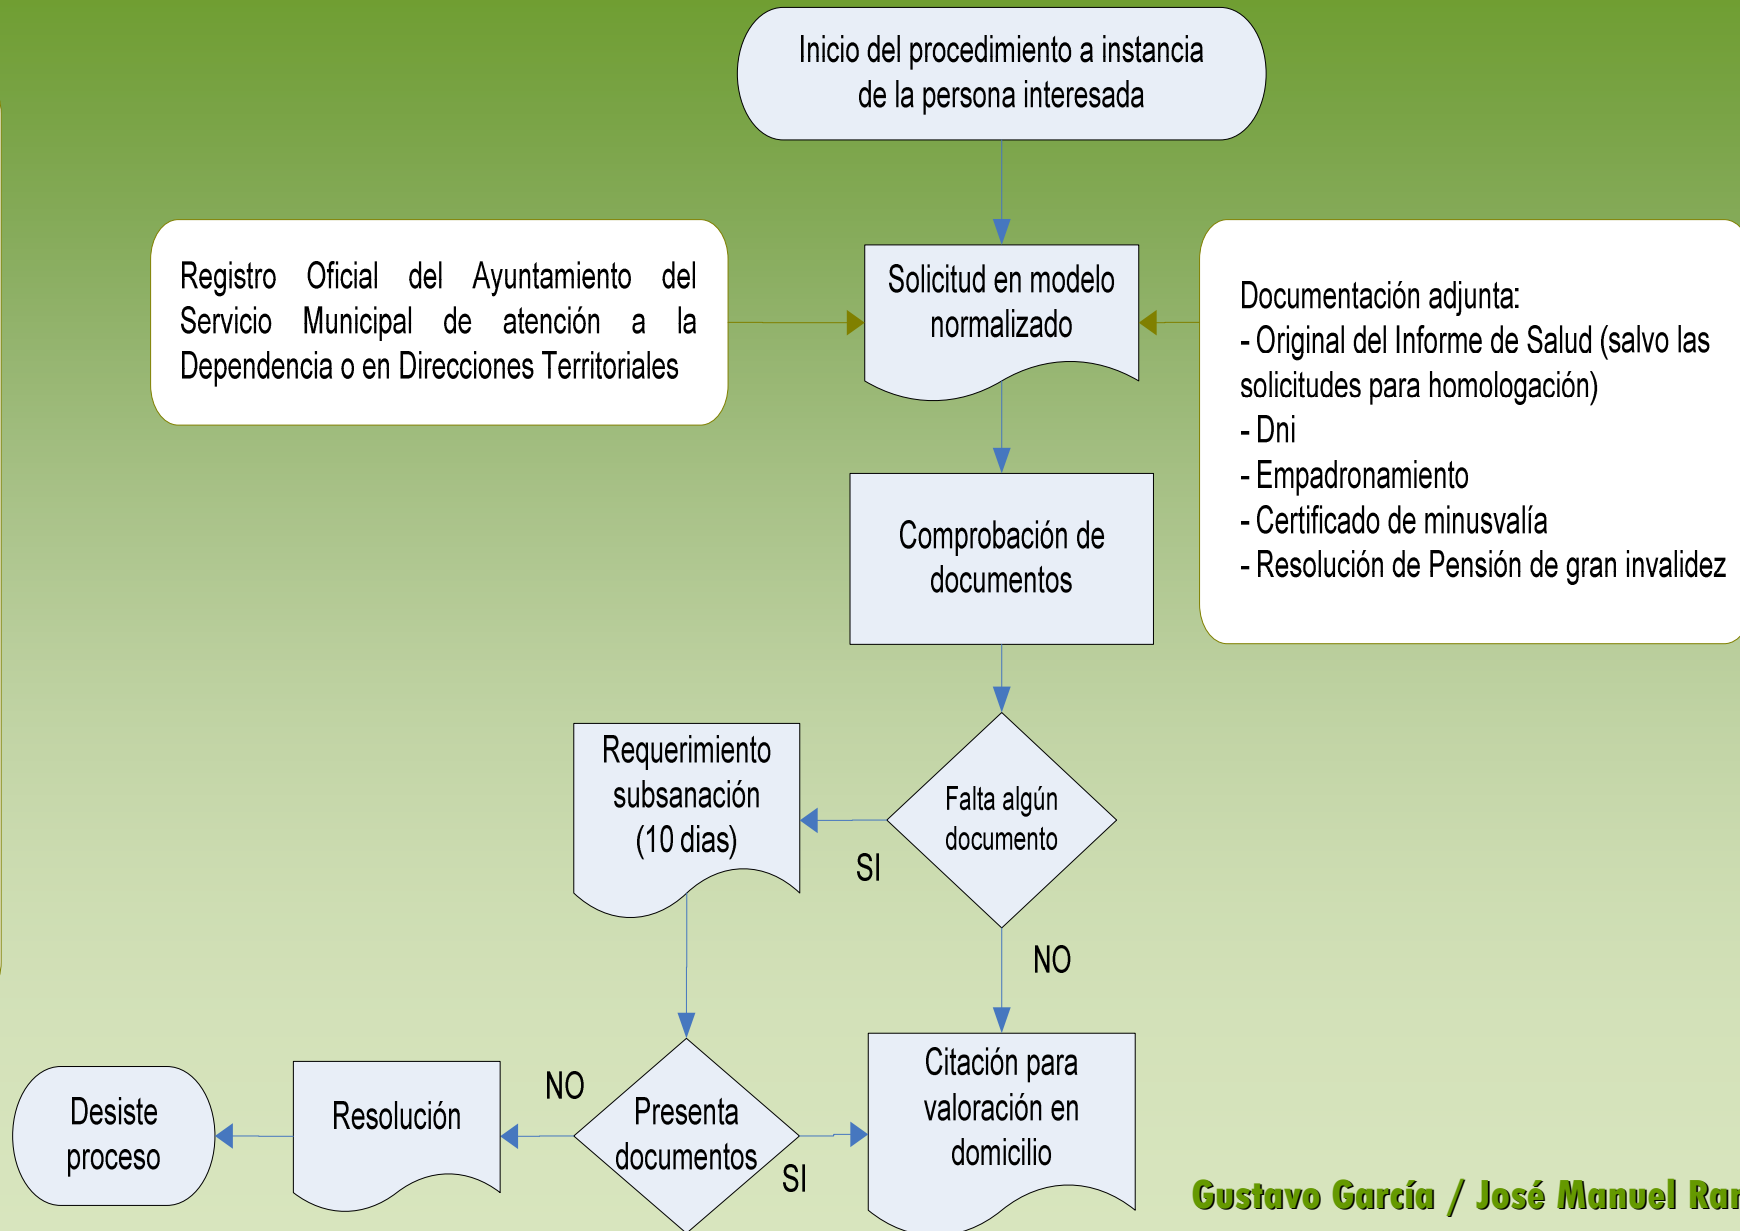 Inicio del procedimiento a instancia
de la persona interesada
Registro Oficial del Ayuntamiento del
Servicio Municipal de atención a la
Dependencia o en Direcciones Territoriales
Solicitud en modelo
normalizado
Documentación adjunta:
- Original del Informe de Salud (salvo las
solicitudes para homologación)
- Dni
- Empadronamiento
- Certificado de minusvalía
- Resolución de Pensión de gran invalidez
Comprobación de
documentos
Falta algún
documento
SI
NO
Requerimiento
subsanación
(10 dias)
Presenta
documentos
NO
SI
Resolución
Desiste
proceso
Citación para
valoración en
domicilio
Gustavo García / José Manuel